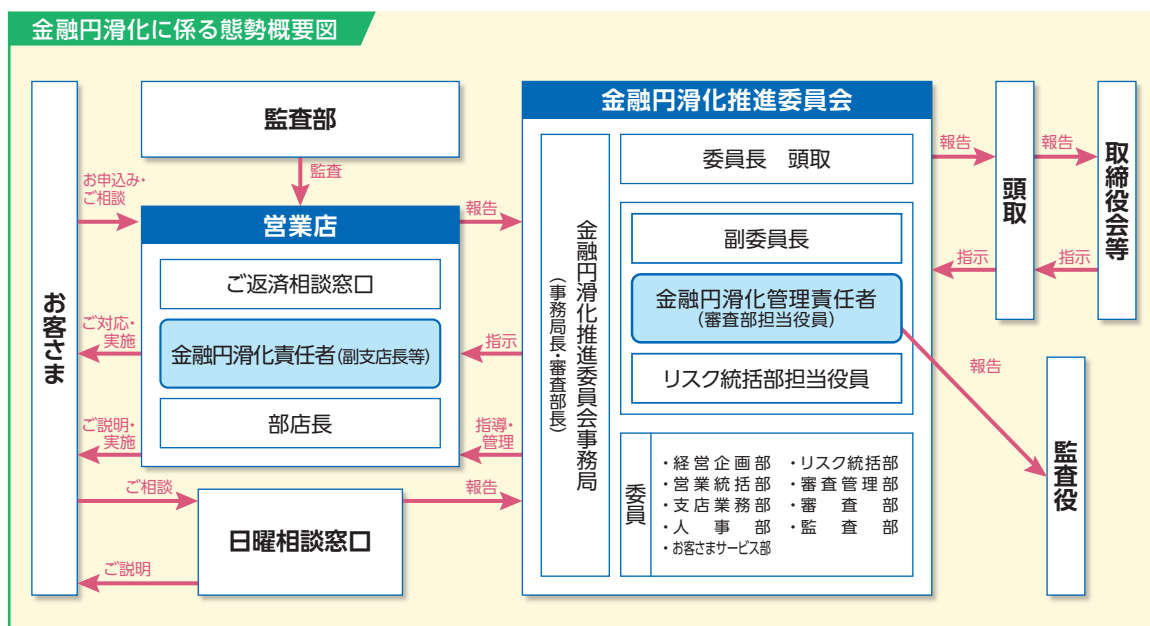 金融円滑化に係る態勢概要図
お客さま
監査部
監査
お申込み・
ご相談
営業店
ご返済相談窓口
金融円滑化責任者(副支店長等)
部店長
ご対応・
実施
ご説明・
実施
ご相談
日曜相談窓口
ご説明
報告
指示
指導・
管理
報告
金融円滑化推進委員会
金融円滑化推進委員会事務局
(事務局長・審査部長)
委員長 頭取
副委員長
金融円滑化管理責任者
(審査部担当役員)
リスク統括部担当役員
委員
・経営企画部 ・リスク統括部
・営業統括部 ・審査管理部
・支店業務部 ・審査部
・人事部 ・監査部
・お客さまサービス部
報告
指示
頭取
報告
指示
取締役会等
報告
監査役